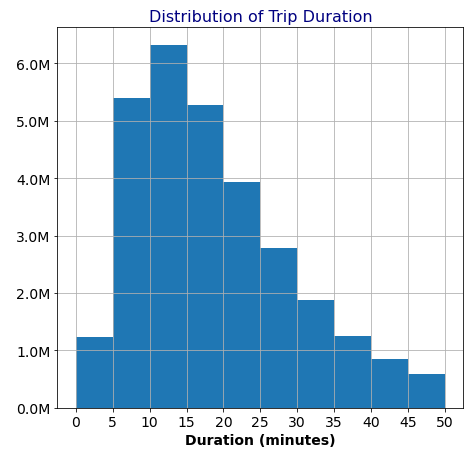 Distribution of Trip Duration
6.0M
5.0M
4.0M
3.0M
2.0M
1.0M
0.0M
0 5 10 15 20 25 30 35 40 45 50
Duration (minutes)